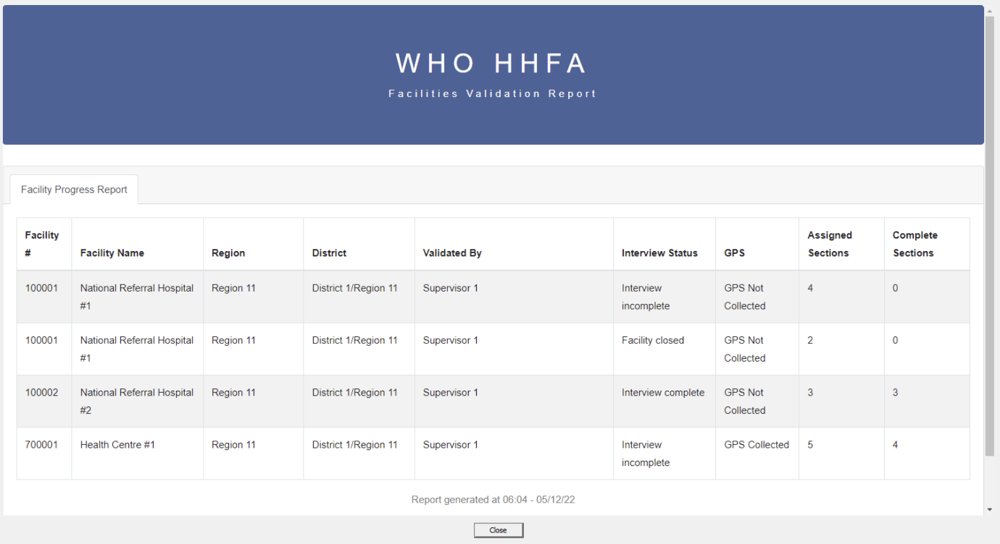 WHO HHFA
Facilities Validation Report
Facility Progress Report
Facility # Facility Name Region District Validated By Interview Status GPS Assigned Sections Complete Sections
100001 National Referral Hospital #1 Region 11 District 1/Region 11 Supervisor 1 Interview incomplete GPS Not Collected 4 0
100001 National Referral Hospital #1 Region 11 District 1/Region 11 Supervisor 1 Facility closed GPS Not Collected 2 0
100002 National Referral Hospital #2 Region 11 District 1/Region 11 Supervisor 1 Interview complete GPS Not Collected 3 3
700001 Health Centre #1 Region 11 District 1/Region 11 Supervisor 1 Interview incomplete GPS Collected 5 4
Report generated at 06:04 - 05/12/22
Close